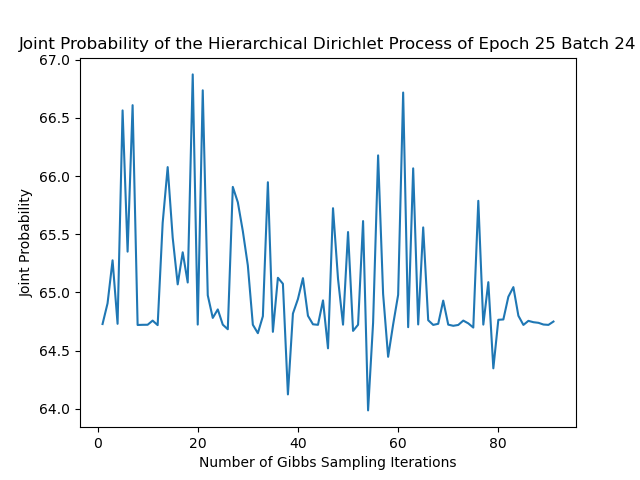 Joint Probability of the Hierarchical Dirichlet Process of Epoch 25 Batch 24
67.0
66.5
66.0
65.5
65.0
64.5
64.0
Joint Probability
0 20 40 60 80
Number of Gibbs Sampling Iterations